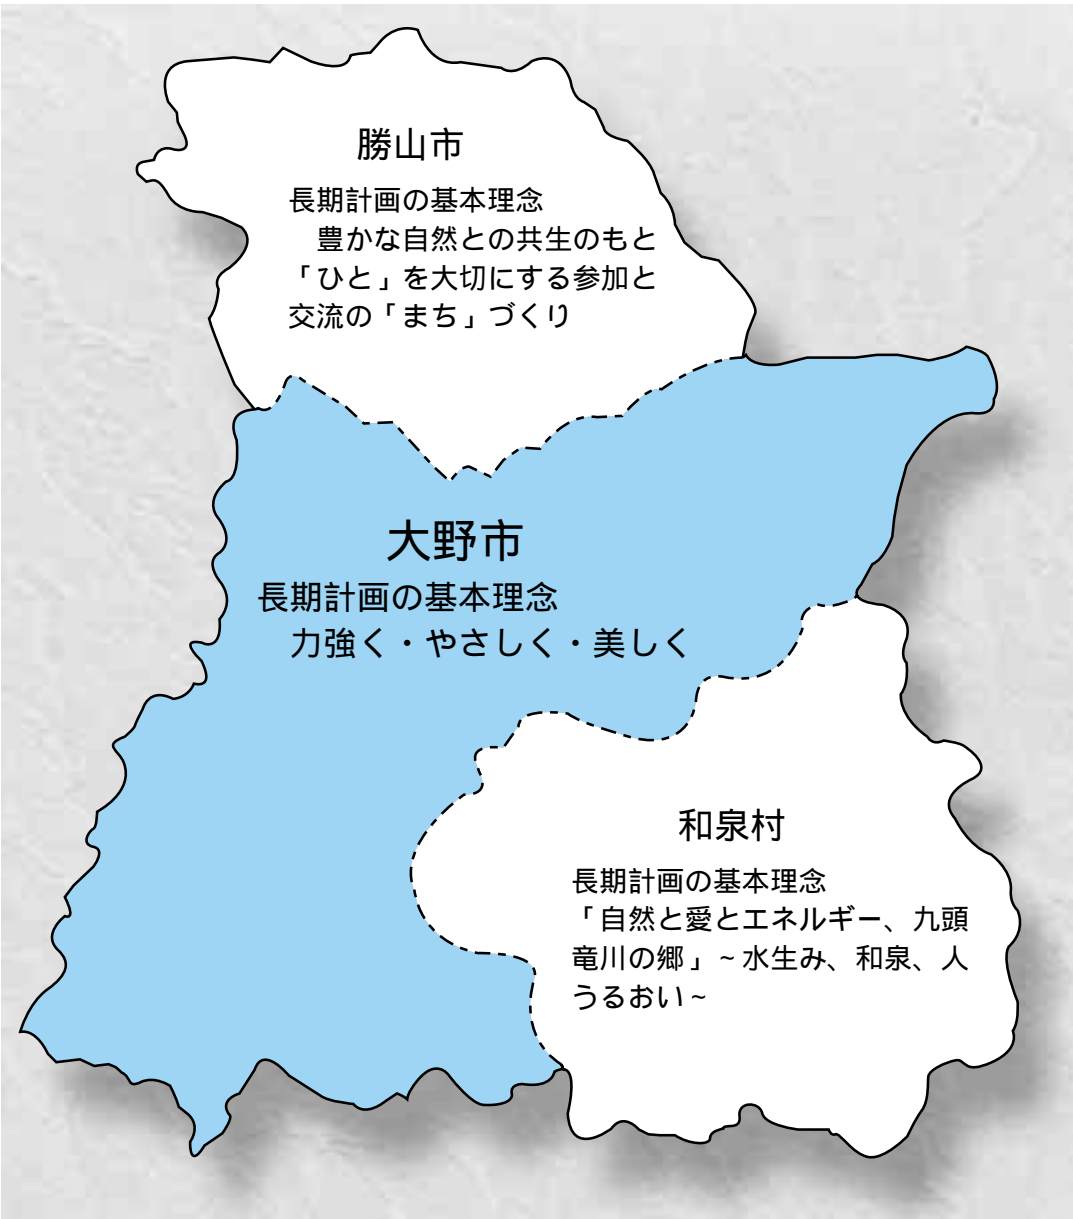 勝山市
長期計画の基本理念
　豊かな自然との共生のもと
「ひと」を大切にする参加と
交流の「まち」づくり
大野市
長期計画の基本理念
　力強く・やさしく・美しく
和泉村
長期計画の基本理念
「自然と愛とエネルギー、九頭
竜川の郷」~水生み、和泉、人
うるおい~